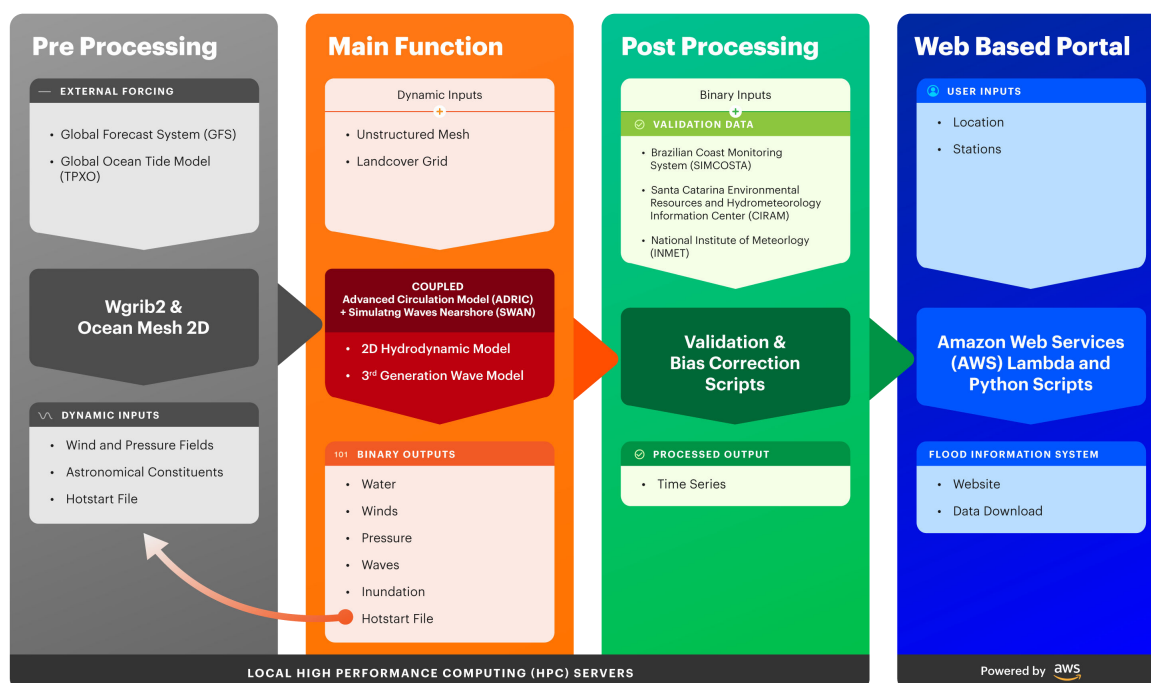 Pre Processing
EXTERNAL FORCING
• Global Forecast System (GFS)
• Global Ocean Tide Model
(TPXO)
Wgrib2 &
Ocean Mesh 2D
DYNAMIC INPUTS
• Wind and Pressure Fields
• Astronomical Constituents
• Hotstart File
Main Function
Dynamic Inputs
+
• Unstructured Mesh
• Landcover Grid
COUPLED
Advanced Circulation Model (ADRIC)
+ Simulatng Waves Nearshore (SWAN)
• 2D Hydrodynamic Model
• 3rd Generation Wave Model
101 BINARY OUTPUTS
• Water
• Winds
• Pressure
• Waves
• Inundation
• Hotstart File
Post Processing
Binary Inputs
+
VALIDATION DATA
• Brazilian Coast Monitoring
System (SIMCOSTA)
• Santa Catarina Environmental
Resources and Hydrometeorology
Information Center (CIRAM)
• National Institute of Meteorlogy
(INMET)
Validation &
Bias Correction
Scripts
PROCESSED OUTPUT
• Time Series
Web Based Portal
USER INPUTS
• Location
• Stations
Amazon Web Services
(AWS) Lambda and
Python Scripts
FLOOD INFORMATION SYSTEM
• Website
• Data Download
LOCAL HIGH PERFORMANCE COMPUTING (HPC) SERVERS
Powered by aws